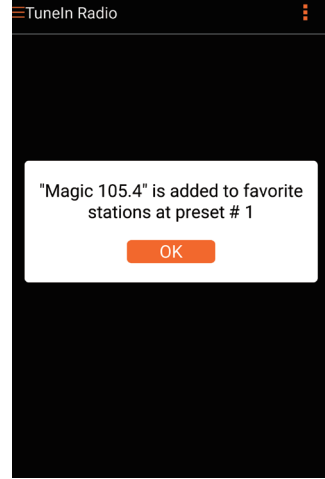 TuneIn Radio
"Magic 105.4" is added to favorite
stations at preset # 1
OK